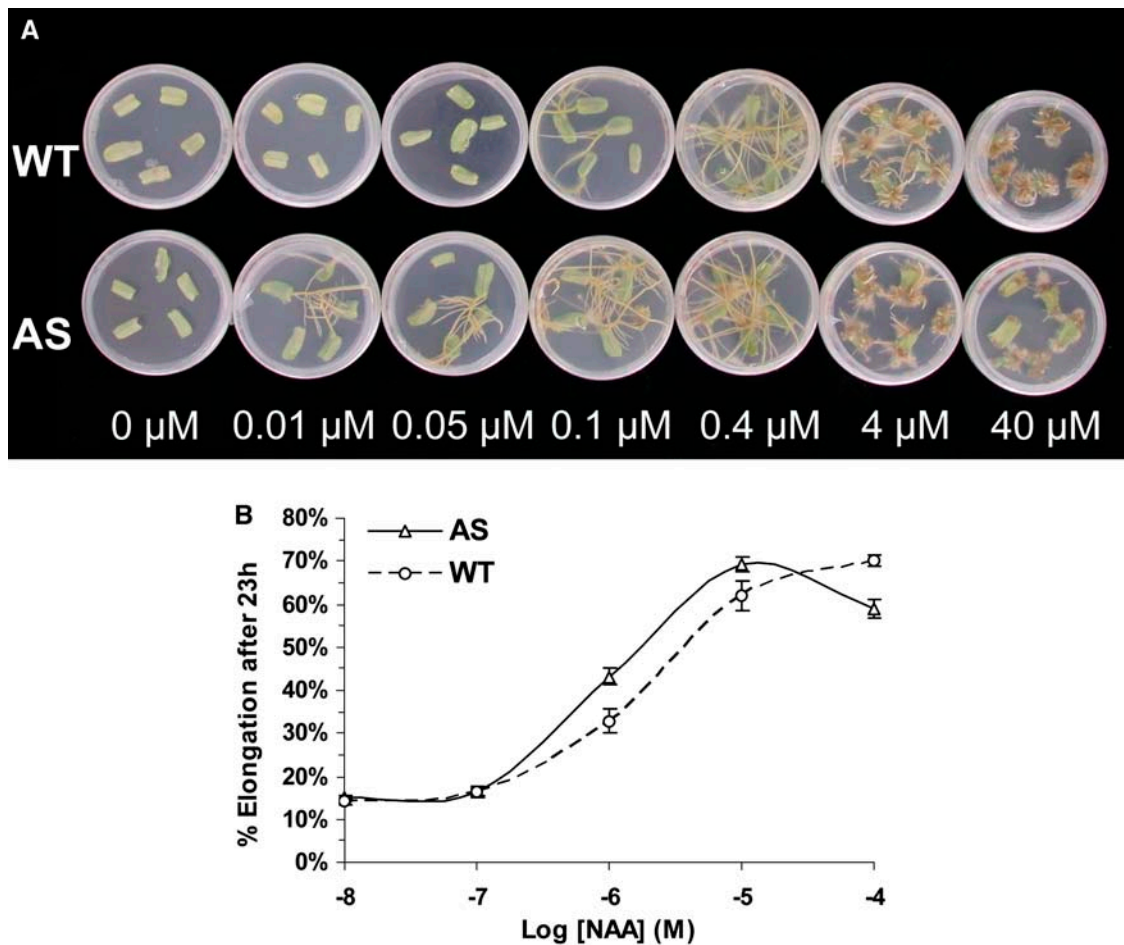 A
WT
AS
0 µM 0.01 µM 0.05 µM 0.1 µM 0.4 µM 4 µM 40 µM
B
AS
WT
% Elongation after 23h
80%
70%
60%
50%
40%
30%
20%
10%
0%
-8 -7 -6 -5 -4
Log [NAA] (M)